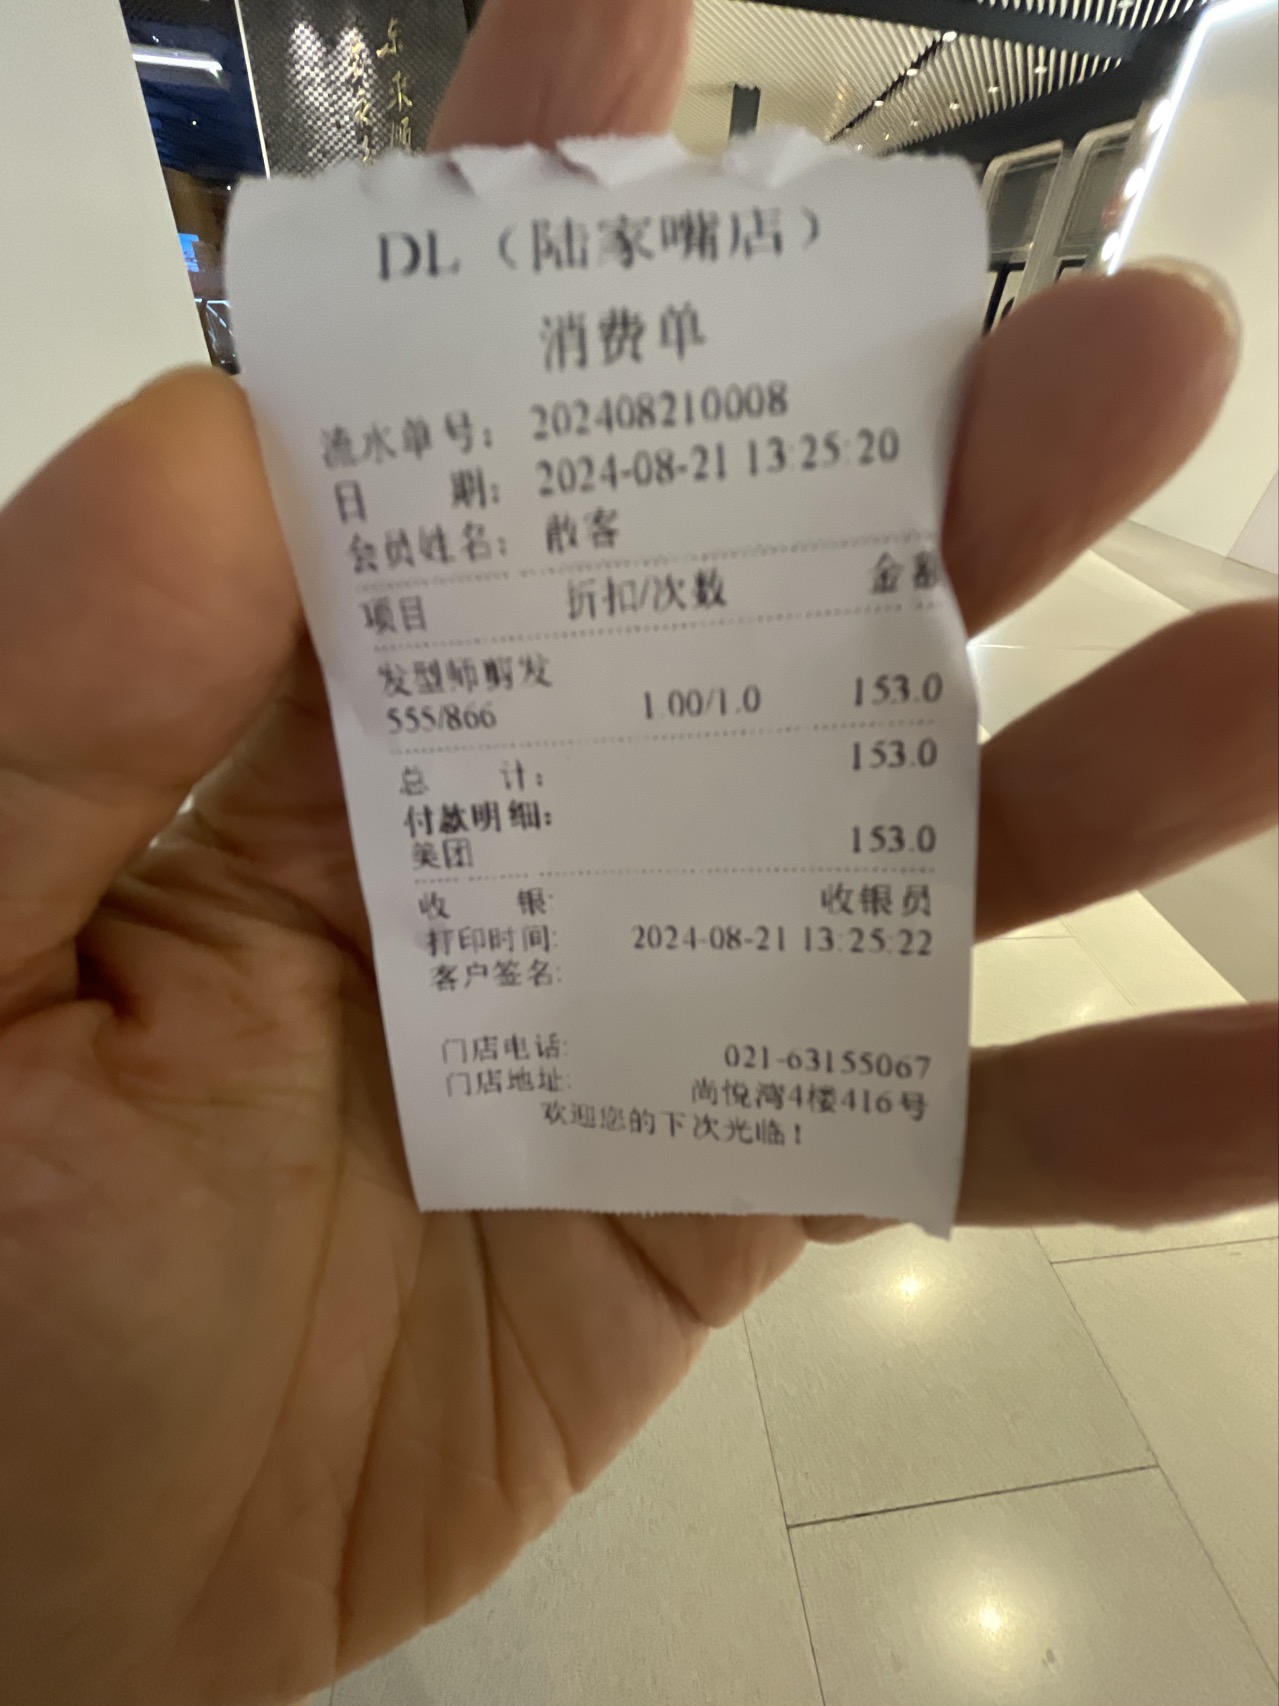 东来顺
DL（陆家嘴店）
消费单
流水单号： 202408210008
日 期： 2024-08-21 13:25:20
会员姓名： 散客
项目 折扣/次数 金额
发型师剪发
555/866 1.00/1.0 153.0
总 计： 153.0
付款明细：
美团 153.0
收 银: 收银员
打印时间: 2024-08-21 13:25:22
客户签名:
门店电话: 021-63155067
门店地址: 尚悦湾4楼416号
欢迎您的下次光临！